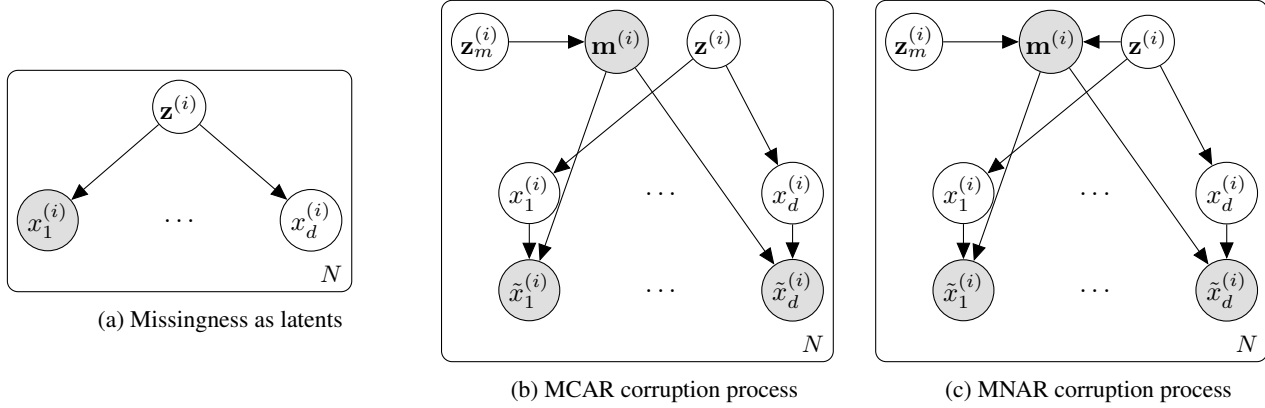 z^(i)
x_1^(i) ⋯ x_d^(i)
N
(a) Missingness as latents
z_m^(i) m^(i) z^(i)
x_1^(i) ⋯ x_d^(i)
x̃_1^(i) ⋯ x̃_d^(i)
N
(b) MCAR corruption process
z_m^(i) m^(i) z^(i)
x_1^(i) ⋯ x_d^(i)
x̃_1^(i) ⋯ x̃_d^(i)
N
(c) MNAR corruption process